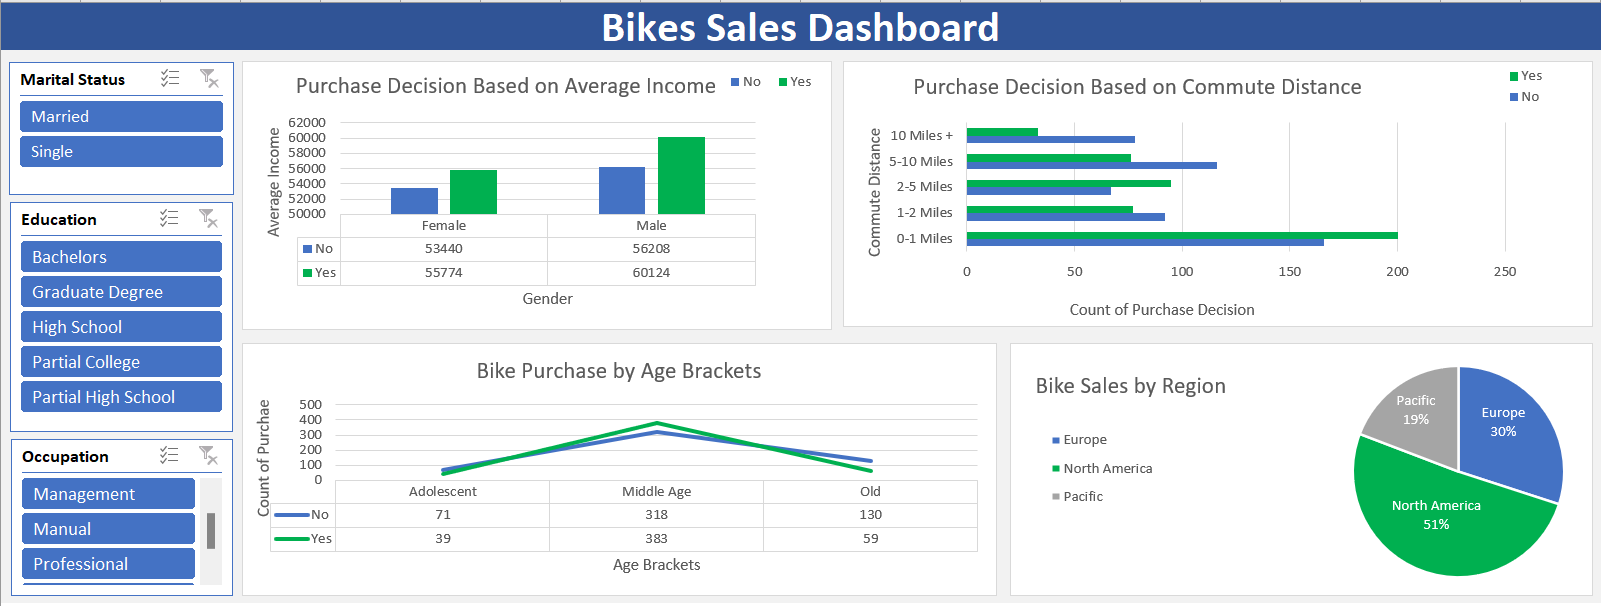 Bikes Sales Dashboard
Marital Status
Married
Single
Education
Bachelors
Graduate Degree
High School
Partial College
Partial High School
Occupation
Management
Manual
Professional
Purchase Decision Based on Average Income
No Yes
Average Income
62000
60000
58000
56000
54000
52000
50000
Female Male
No 53440 56208
Yes 55774 60124
Gender
Purchase Decision Based on Commute Distance
Yes
No
Commute Distance
10 Miles +
5-10 Miles
2-5 Miles
1-2 Miles
0-1 Miles
0 50 100 150 200 250
Count of Purchase Decision
Bike Purchase by Age Brackets
Count of Purchae
500
400
300
200
100
0
Adolescent Middle Age Old
No 71 318 130
Yes 39 383 59
Age Brackets
Bike Sales by Region
Europe
North America
Pacific
Pacific
19%
Europe
30%
North America
51%